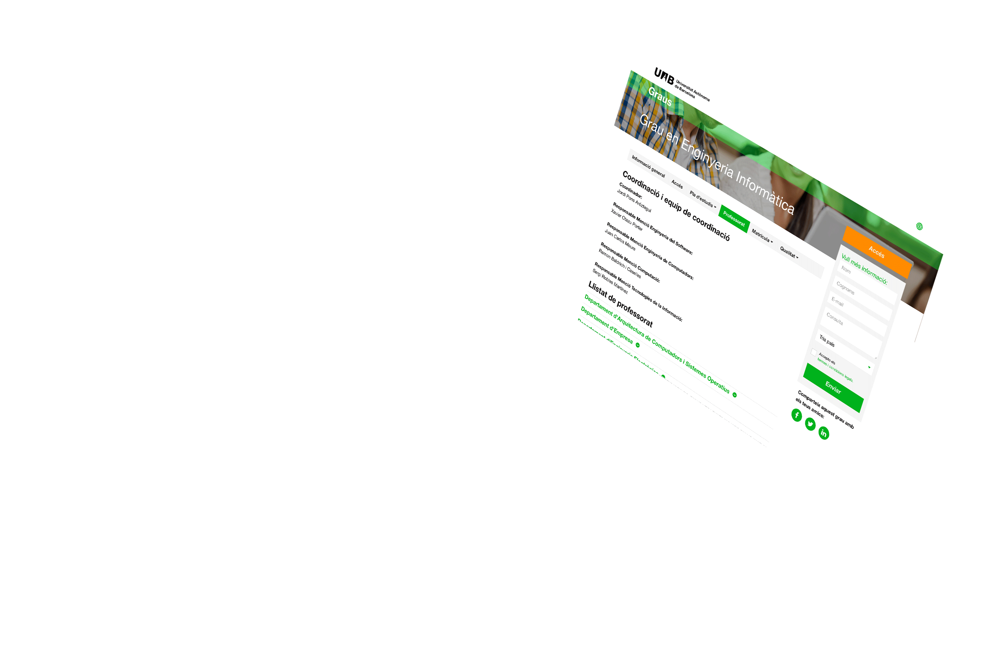 UAB
Universitat Autònoma
de Barcelona
Graus
Grau en Enginyeria Informàtica
Informació general
Accés
Pla d'estudis
Professorat
Matrícula
Qualitat
Coordinació i equip de coordinació
Coordinador:
Jordi Pons Aróztegui
Responsable Menció Enginyeria del Software:
Xavier Otazu Porter
Responsable Menció Enginyeria de Computadors:
Juan Carlos Moure
Responsable Menció Computació:
Ramon Baldrich i Caselles
Responsable Menció Tecnologies de la Informació:
Sergi Robles Martínez
Llistat de professorat
Departament d'Arquitectura de Computadors i Sistemes Operatius
Departament d'Empresa
Departament d'Enginyeria Electrònica
Accés
Vull més informació:
Nom
Cognoms
E-mail
Consulta
Tria país
Accepto els
termes i condicions legals.
Enviar
Comparteix aquest grau amb
els teus amics: